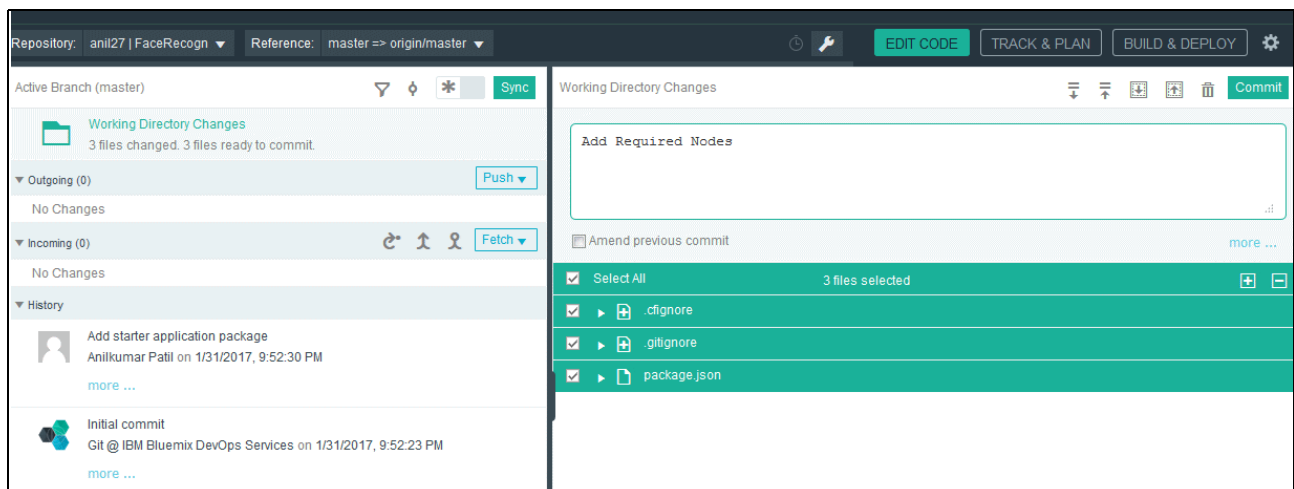 Repository: anil27 | FaceRecogn Reference: master => origin/master EDIT CODE TRACK & PLAN BUILD & DEPLOY
Active Branch (master) Sync
Working Directory Changes
3 files changed. 3 files ready to commit.
Outgoing (0) Push
No Changes
Incoming (0) Fetch
No Changes
History
Add starter application package
Anilkumar Patil on 1/31/2017, 9:52:30 PM
more ...
Initial commit
Git @ IBM Bluemix DevOps Services on 1/31/2017, 9:52:23 PM
more ...
Working Directory Changes Commit
Add Required Nodes
Amend previous commit more ...
Select All 3 files selected
.cfignore
.gitignore
package.json